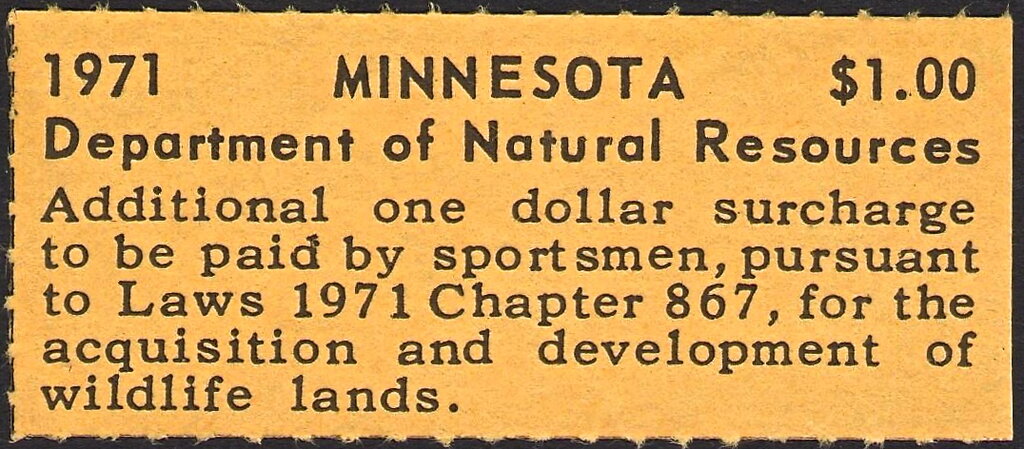 1971 MINNESOTA $1.00
Department of Natural Resources
Additional one dollar surcharge
to be paid by sportsmen, pursuant
to Laws 1971 Chapter 867, for the
acquisition and development of
wildlife lands.